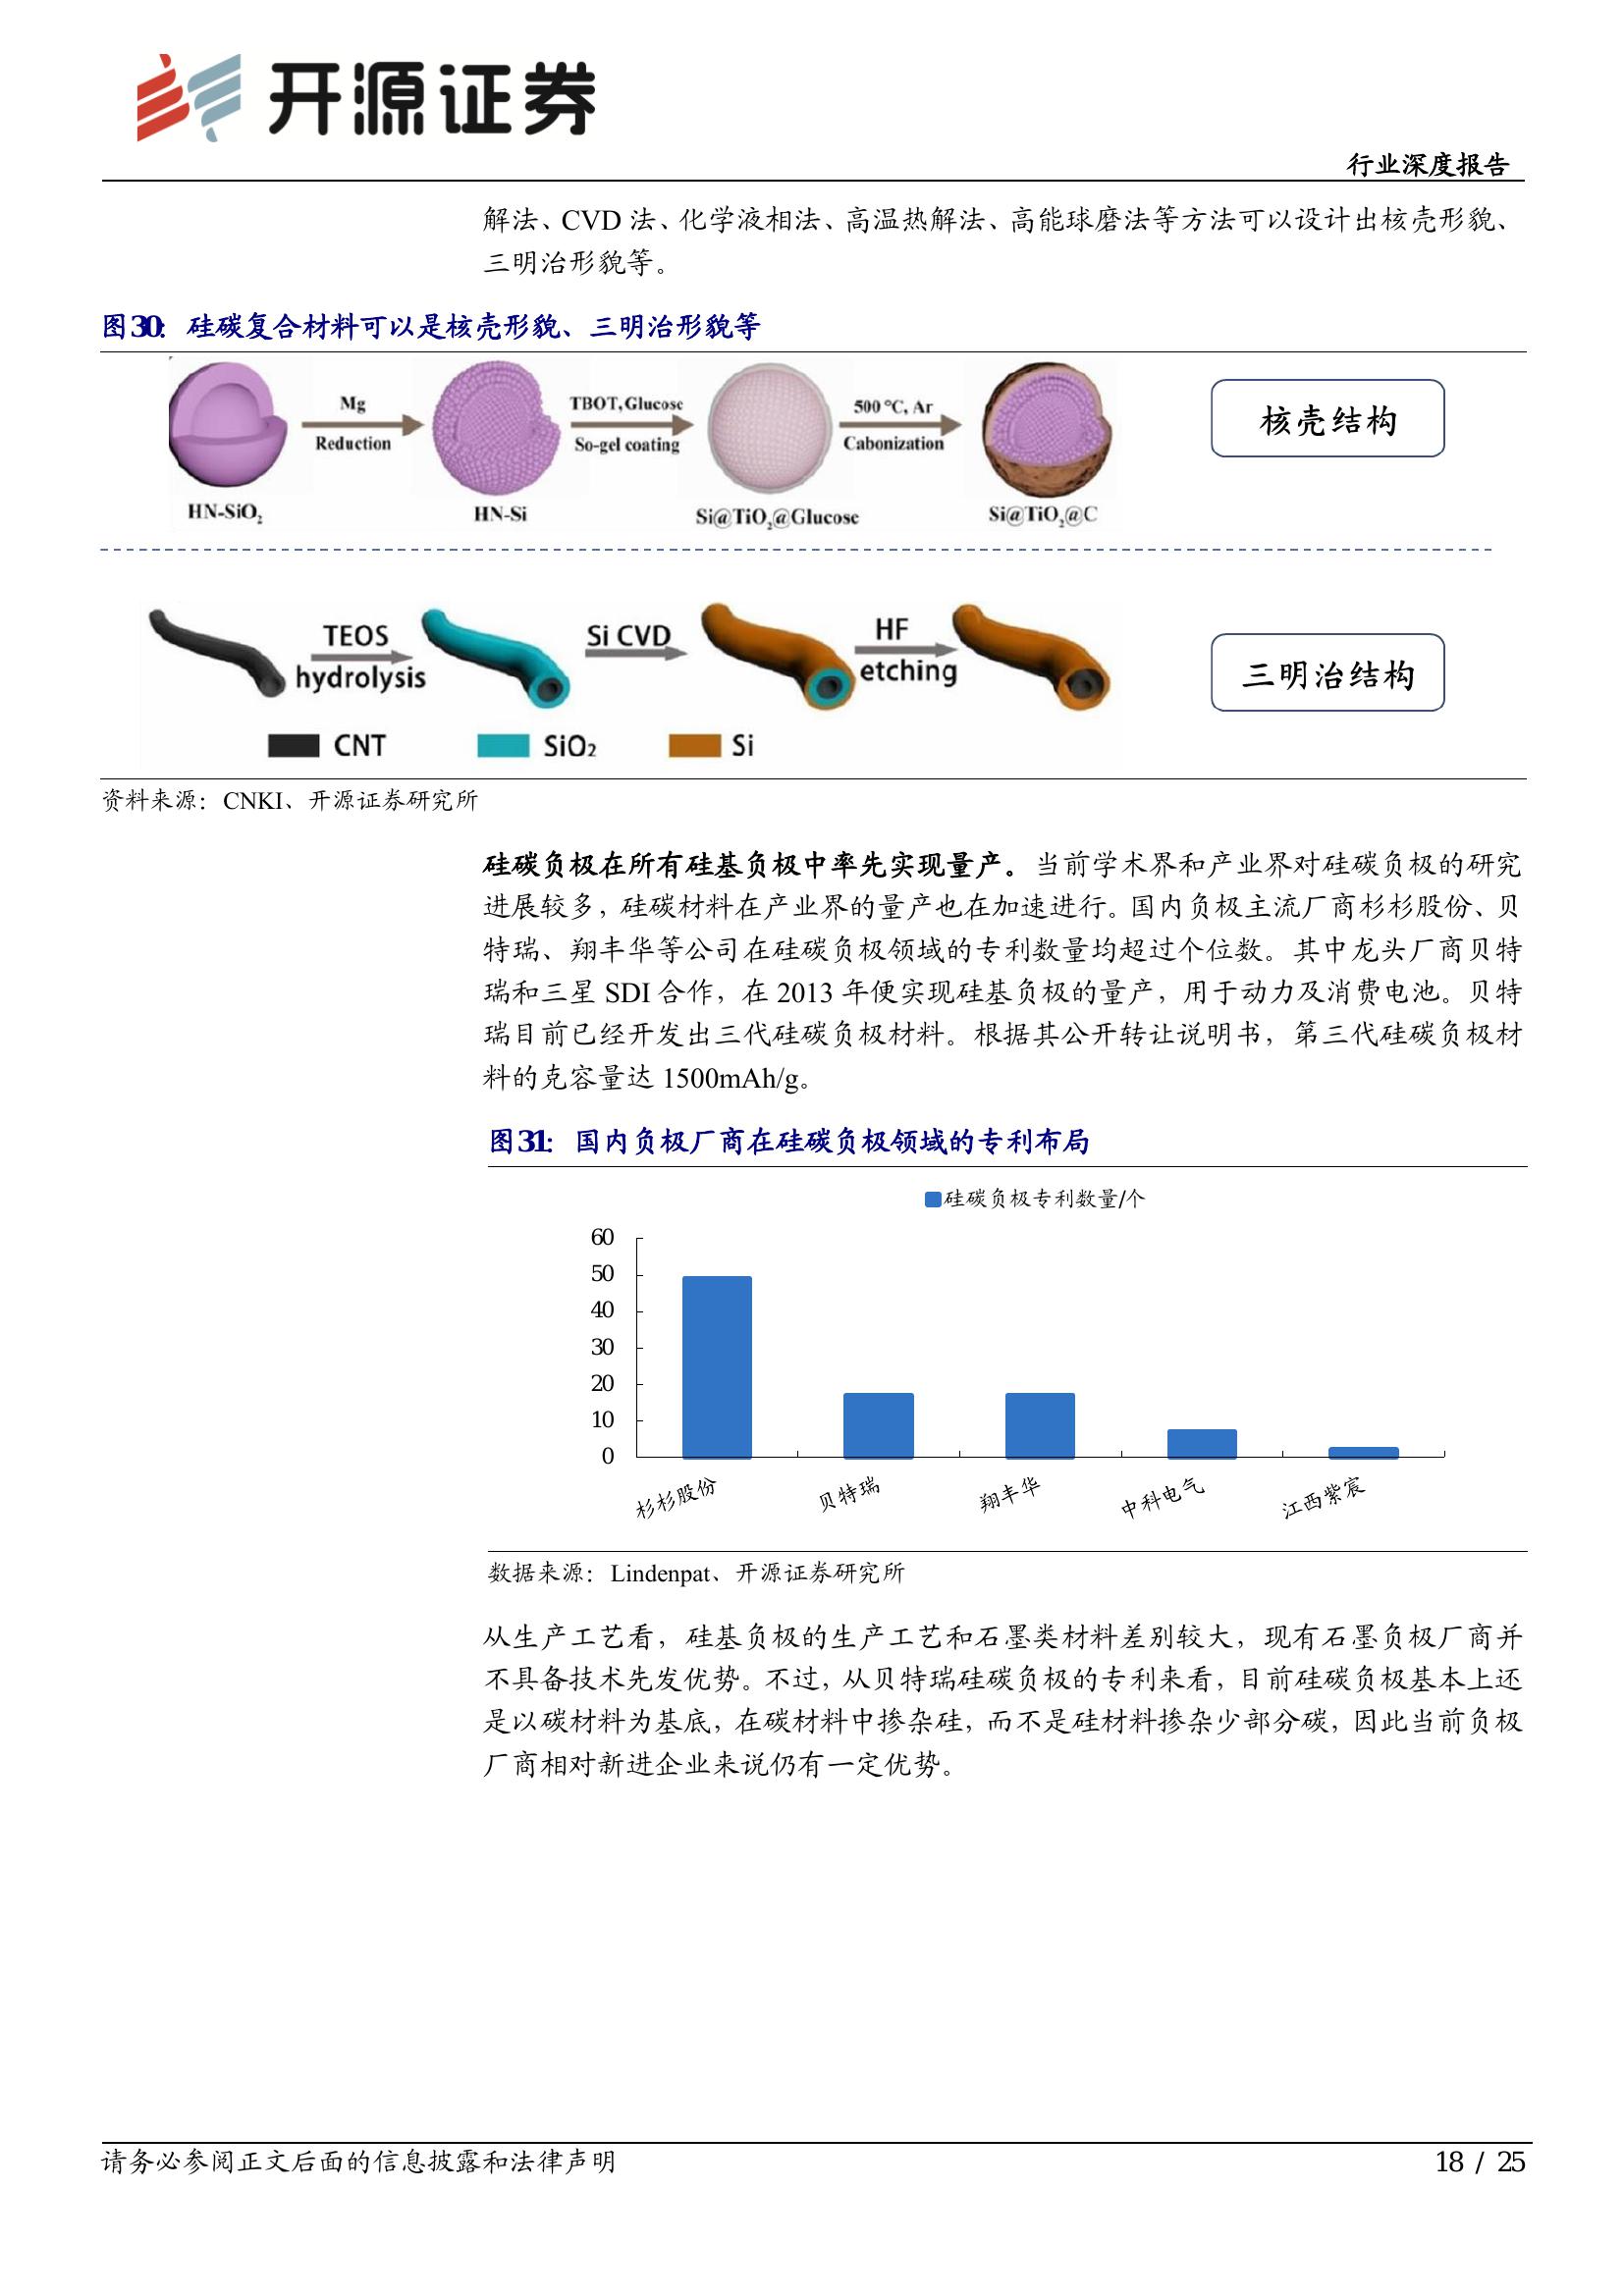 开源证券
行业深度报告
解法、CVD 法、化学液相法、高温热解法、高能球磨法等方法可以设计出核壳形貌、
三明治形貌等。
图30：硅碳复合材料可以是核壳形貌、三明治形貌等
Mg
Reduction
TBOT, Glucose
So-gel coating
500 °C, Ar
Cabonization
HN-SiO₂
HN-Si
Si@TiO₂@Glucose
Si@TiO₂@C
核壳结构
TEOS
hydrolysis
Si CVD
HF
etching
三明治结构
CNT
SiO₂
Si
资料来源：CNKI、开源证券研究所
硅碳负极在所有硅基负极中率先实现量产。当前学术界和产业界对硅碳负极的研究
进展较多，硅碳材料在产业界的量产也在加速进行。国内负极主流厂商杉杉股份、贝
特瑞、翔丰华等公司在硅碳负极领域的专利数量均超过个位数。其中龙头厂商贝特
瑞和三星 SDI 合作，在 2013 年便实现硅基负极的量产，用于动力及消费电池。贝特
瑞目前已经开发出三代硅碳负极材料。根据其公开转让说明书，第三代硅碳负极材
料的克容量达 1500mAh/g。
图31：国内负极厂商在硅碳负极领域的专利布局
硅碳负极专利数量/个
60
50
40
30
20
10
0
杉杉股份
贝特瑞
翔丰华
中科电气
江西紫宸
数据来源：Lindenpat、开源证券研究所
从生产工艺看，硅基负极的生产工艺和石墨类材料差别较大，现有石墨负极厂商并
不具备技术先发优势。不过，从贝特瑞硅碳负极的专利来看，目前硅碳负极基本上还
是以碳材料为基底，在碳材料中掺杂硅，而不是硅材料掺杂少部分碳，因此当前负极
厂商相对新进企业来说仍有一定优势。
请务必参阅正文后面的信息披露和法律声明
18 / 25